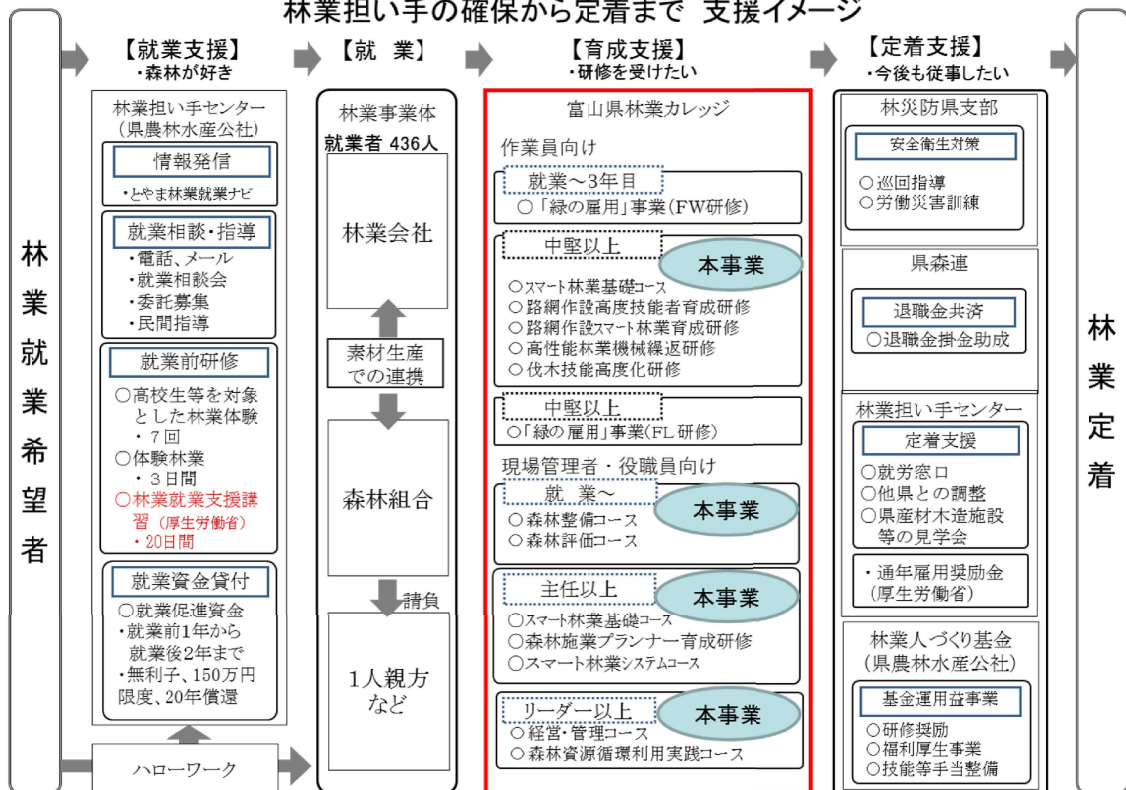 林業担い手の確保から定着まで 支援イメージ
林業就業希望者
【就業支援】
・森林が好き
林業担い手センター
（県農林水産公社）
情報発信
・とやま林業就業ナビ
就業相談・指導
・電話、メール
・就業相談会
・委託募集
・民間指導
就業前研修
○高校生等を対象
とした林業体験
・７回
○体験林業
・３日間
○林業就業支援講
習（厚生労働省）
・20日間
就業資金貸付
○就業促進資金
・就業前1年から
就業後2年まで
・無利子、150万円
限度、20年償還
ハローワーク
【就 業】
林業事業体
就業者 436人
林業会社
素材生産
での連携
森林組合
請負
1人親方
など
【育成支援】
・研修を受けたい
富山県林業カレッジ
作業員向け
就業～3年目
○「緑の雇用」事業（FW研修）
中堅以上
本事業
○スマート林業基礎コース
○路網作設高度技能者育成研修
○路網作設スマート林業育成研修
○高性能林業機械繰返研修
○伐木技能高度化研修
中堅以上
○「緑の雇用」事業（FL研修）
現場管理者・役職員向け
就 業～
本事業
○森林整備コース
○森林評価コース
主任以上
本事業
○スマート林業基礎コース
○森林施業プランナー育成研修
○スマート林業システムコース
リーダー以上
本事業
○経営・管理コース
○森林資源循環利用実践コース
【定着支援】
・今後も従事したい
林災防県支部
安全衛生対策
○巡回指導
○労働災害訓練
県森連
退職金共済
○退職金掛金助成
林業担い手センター
定着支援
○就労窓口
○他県との調整
○県産材木造施設
等の見学会
・通年雇用奨励金
（厚生労働省）
林業人づくり基金
（県農林水産公社）
基金運用益事業
○研修奨励
○福利厚生事業
○技能等手当整備
林業定着